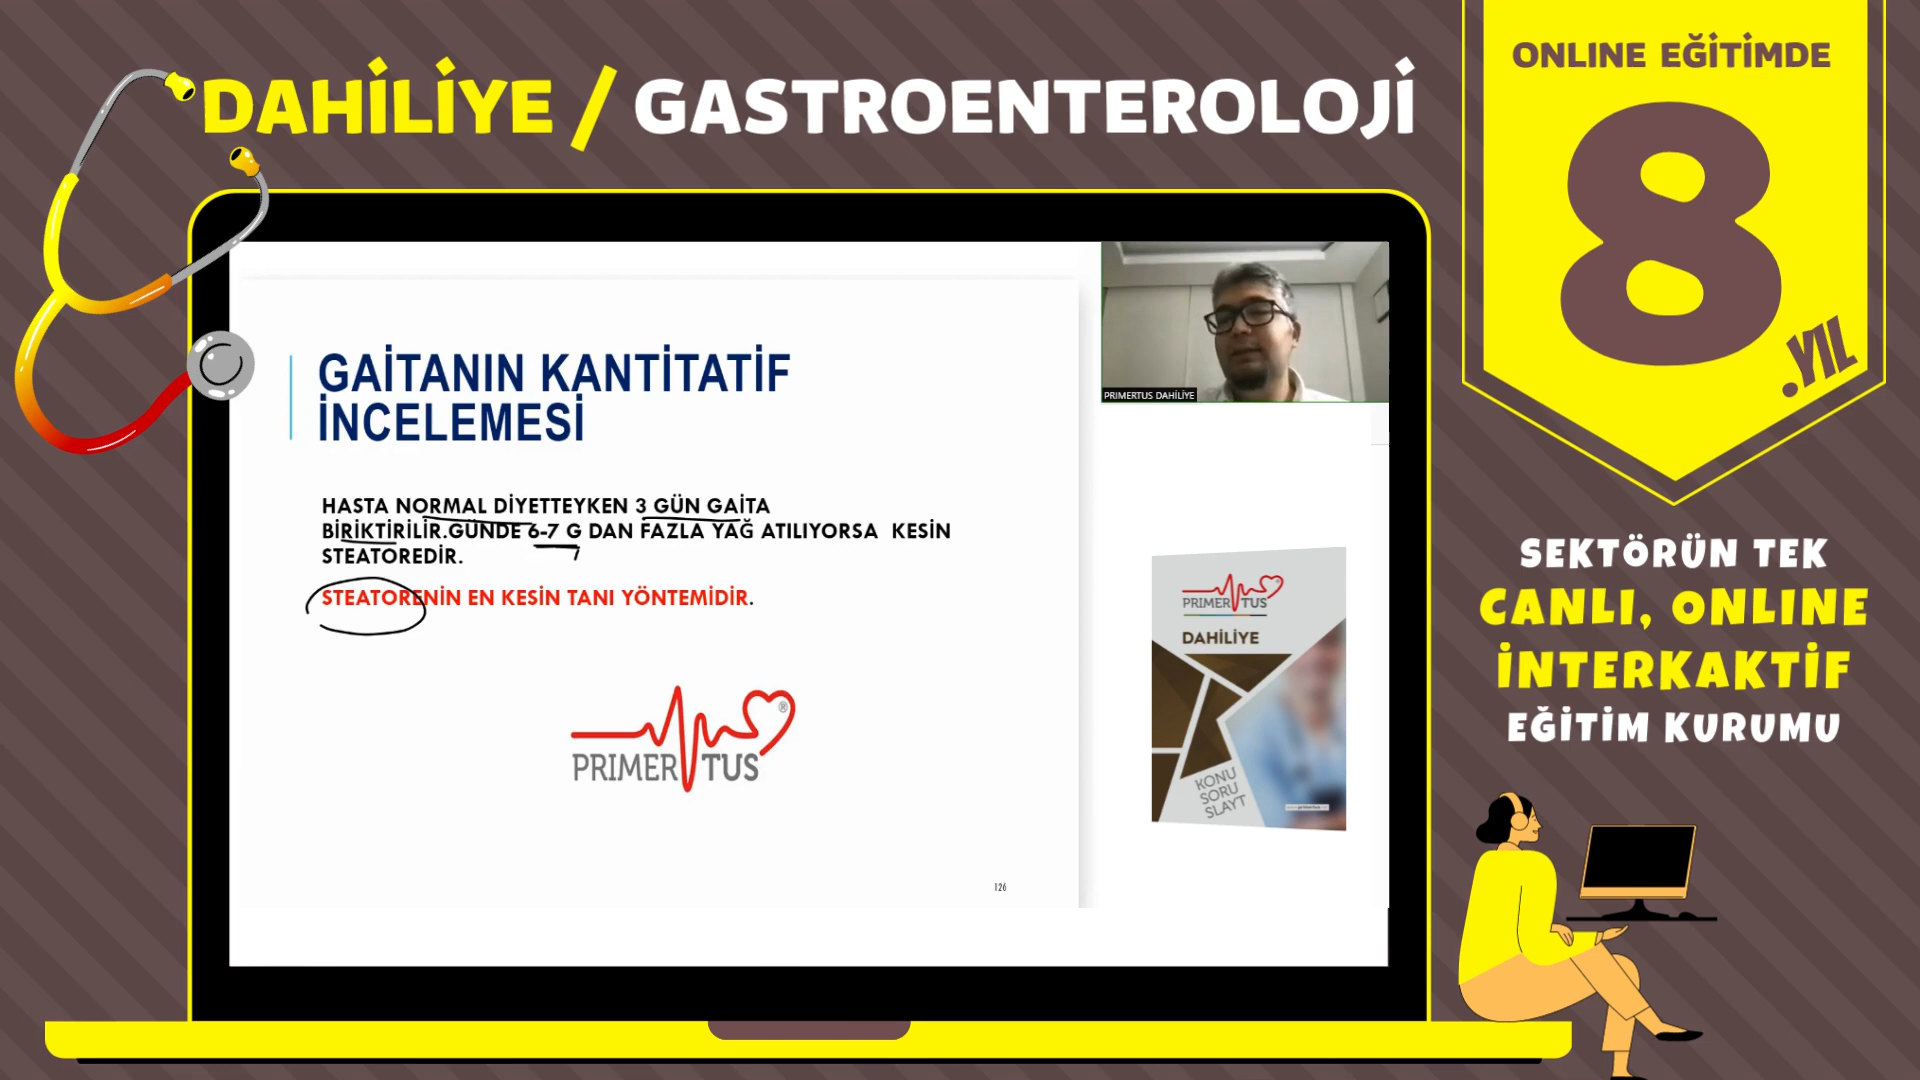 DAHİLİYE / GASTROENTEROLOJİ
ONLINE EĞİTİMDE
8
.YIL
GAİTANIN KANTİTATİF
İNCELEMESİ
HASTA NORMAL DİYETTEYKEN 3 GÜN GAİTA
BİRİKTİRİLİR.GÜNDE 6-7 G DAN FAZLA YAĞ ATILIYORSA KESİN
STEATOREDİR.
STEATORENİN EN KESİN TANI YÖNTEMİDİR.
PRIMER TUS
®
126
PRIMERTUS DAHİLİYE
PRIMER TUS
DAHİLİYE
KONU
SORU
SLAYT
SEKTÖRÜN TEK
CANLI, ONLINE
İNTERKAKTİF
EĞİTİM KURUMU